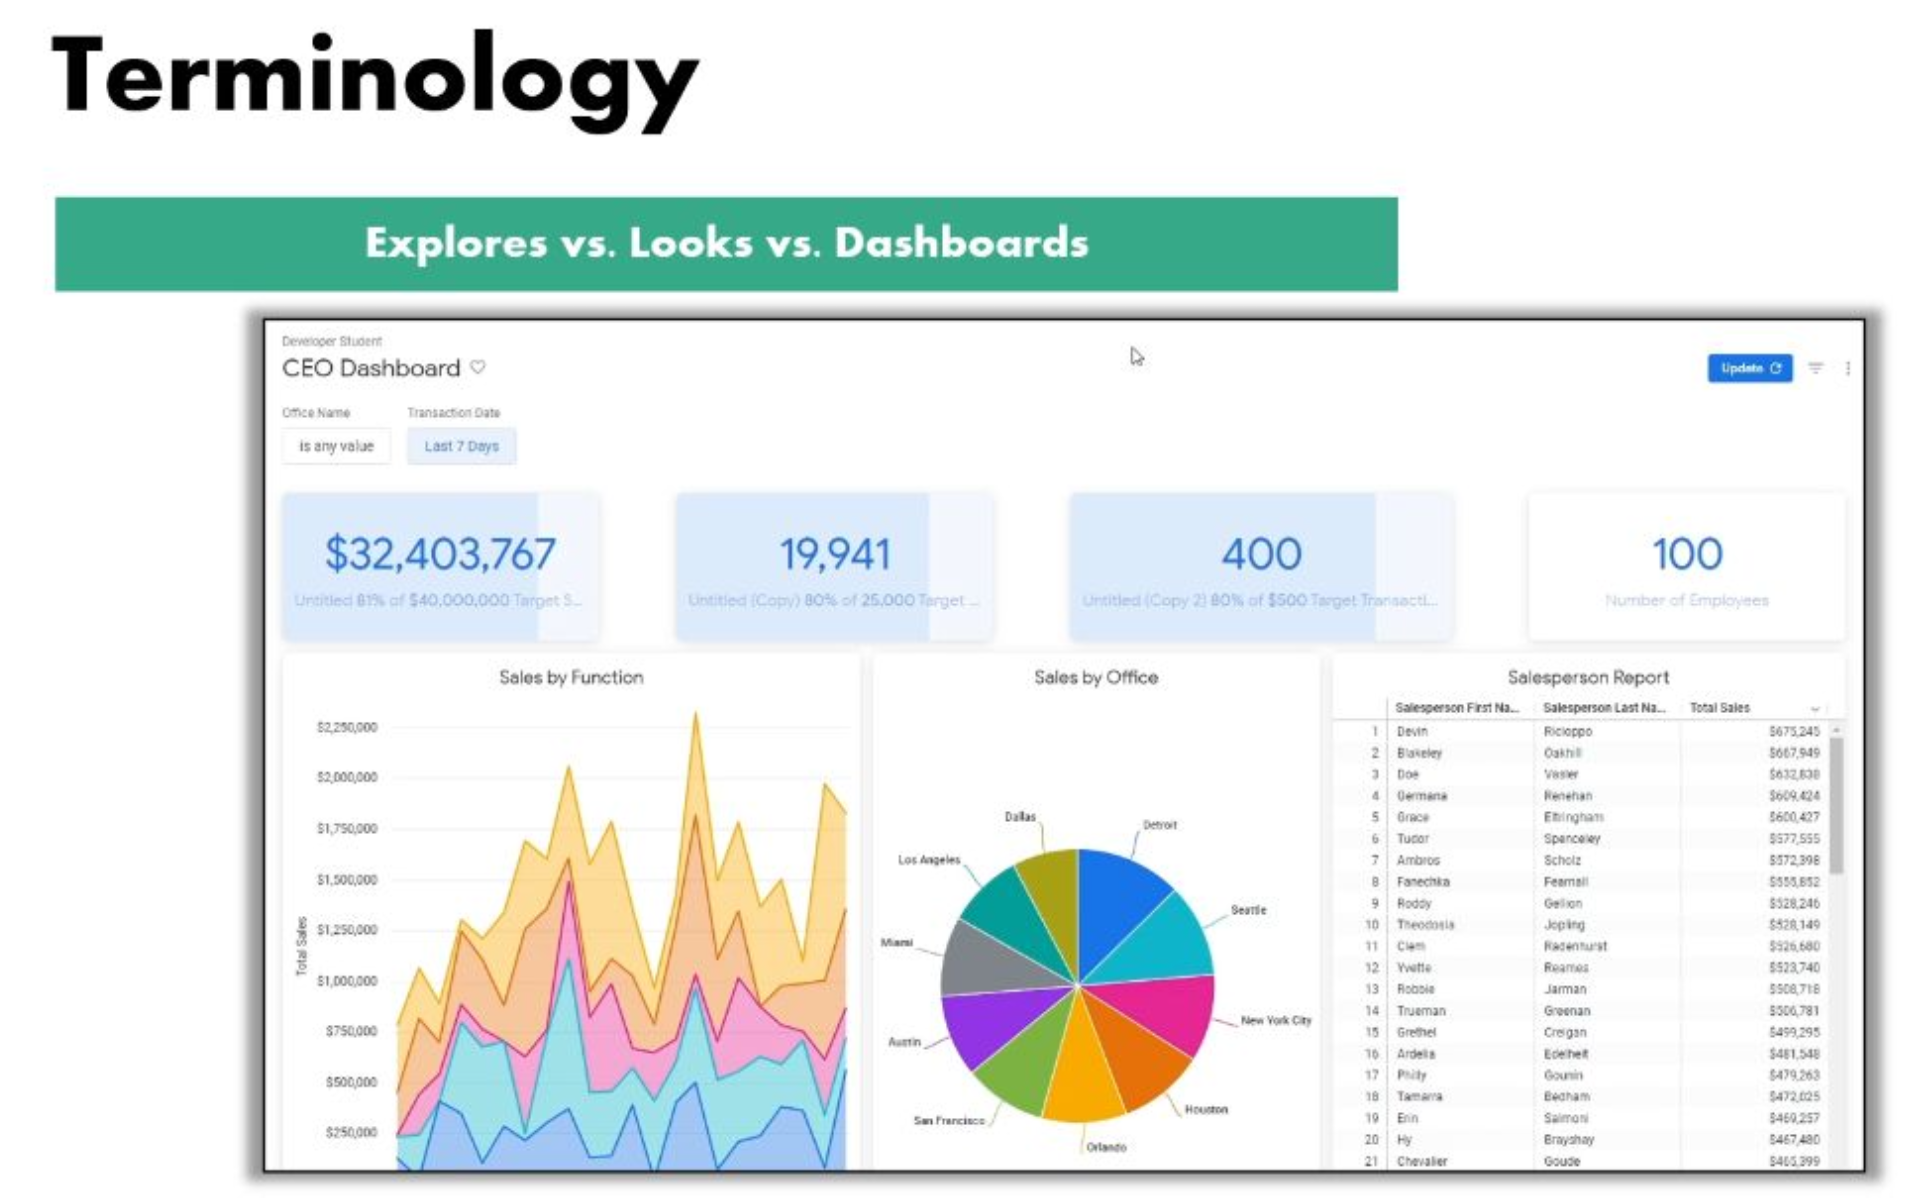 Terminology
Explores vs. Looks vs. Dashboards
Developer Student
CEO Dashboard
Update
Office Name Transaction Date
is any value Last 7 Days
$32,403,767
Untitled 81% of $40,000,000 Target S...
19,941
Untitled (Copy) 80% of 25,000 Target ...
400
Untitled (Copy 2) 80% of $500 Target Transacti...
100
Number of Employees
Sales by Function
Total Sales
$2,250,000
$2,000,000
$1,750,000
$1,500,000
$1,250,000
$1,000,000
$750,000
$500,000
$250,000
Sales by Office
Dallas
Detroit
Los Angeles
Seattle
Miami
New York City
Austin
Houston
San Francisco
Orlando
Salesperson Report
Salesperson First Na... Salesperson Last Na... Total Sales
1 Devin Ricioppo $675,245
2 Blakeley Oakhill $667,949
3 Doe Vasler $632,838
4 Germana Renehan $609,424
5 Grace Eltringham $600,427
6 Tudor Spenceley $577,555
7 Ambros Scholz $572,398
8 Fanechka Fearnall $555,852
9 Roddy Gellion $528,246
10 Theodosia Jopling $528,149
11 Clem Radenhurst $526,680
12 Yvette Reames $523,740
13 Robbie Jarman $508,718
14 Trueman Greenan $506,781
15 Grethel Creigan $499,295
16 Ardelia Edelheit $481,548
17 Philly Gounin $479,263
18 Tamarra Bedham $472,025
19 Erin Salmoni $469,257
20 Hy Brayshay $467,480
21 Chevalier Goude $465,399